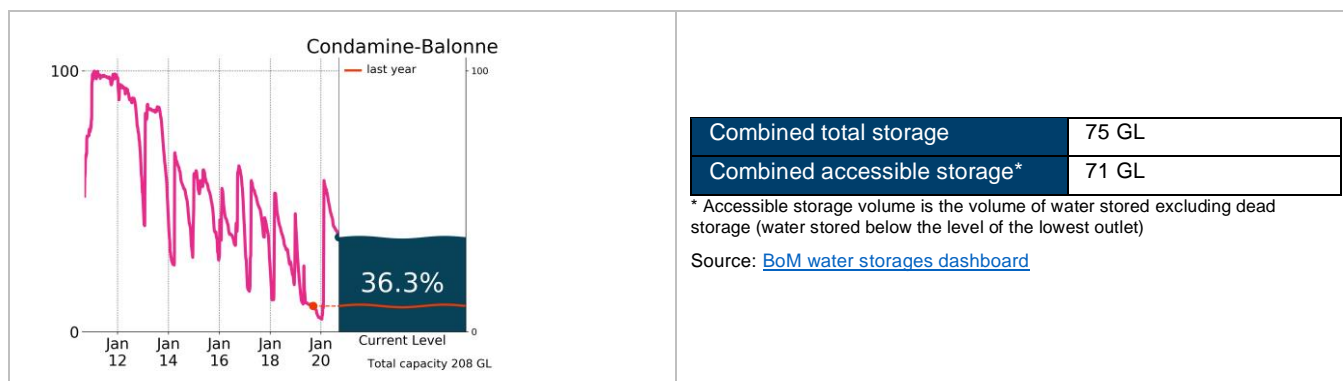 Condamine-Balonne
100
last year
100
36.3%
0
0
Jan 12
Jan 14
Jan 16
Jan 18
Jan 20
Current Level
Total capacity 208 GL
Combined total storage 75 GL
Combined accessible storage* 71 GL
* Accessible storage volume is the volume of water stored excluding dead
storage (water stored below the level of the lowest outlet)
Source: BoM water storages dashboard